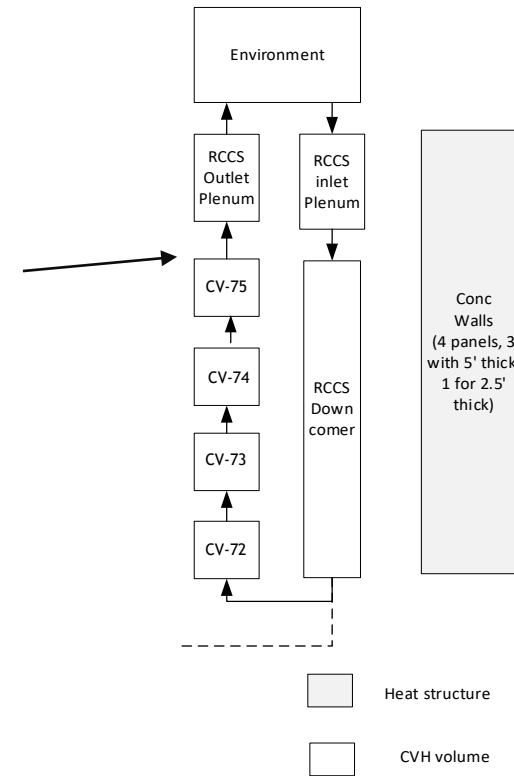 Environment
RCCS
Outlet
Plenum
RCCS
inlet
Plenum
CV-75
CV-74
CV-73
CV-72
RCCS
Down
comer
Conc
Walls
(4 panels, 3
with 5' thick
1 for 2.5'
thick)
Heat structure
CVH volume